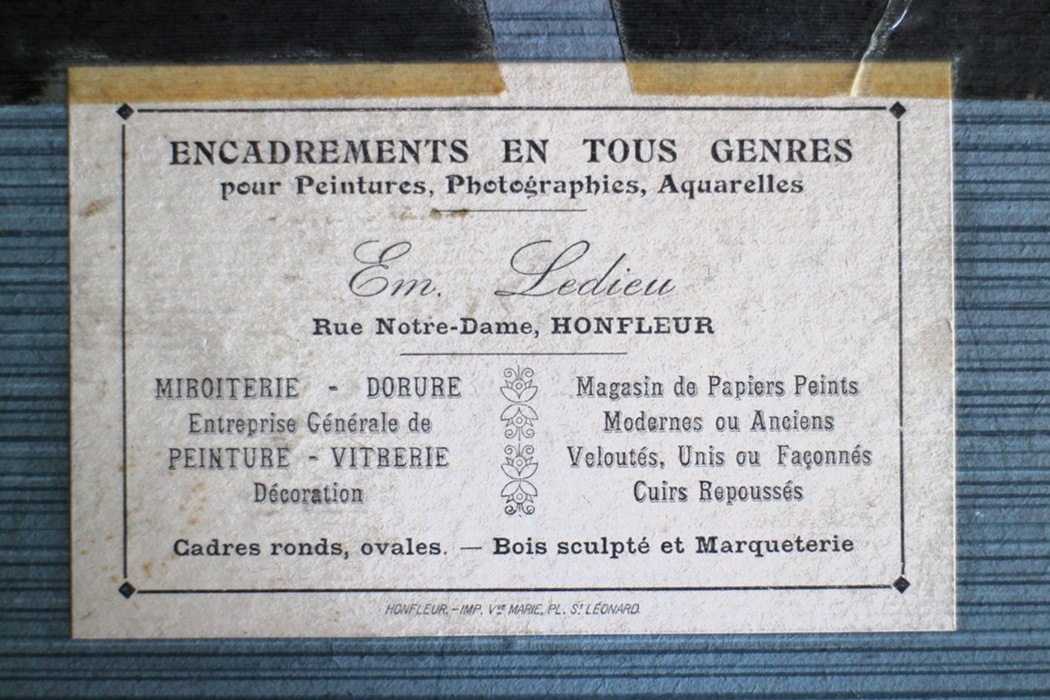 ENCADREMENTS EN TOUS GENRES
pour Peintures, Photographies, Aquarelles
Em. Ledieu
Rue Notre-Dame, HONFLEUR
MIROITERIE - DORURE
Entreprise Générale de
PEINTURE - VITRERIE
Décoration
Magasin de Papiers Peints
Modernes ou Anciens
Veloutés, Unis ou Façonnés
Cuirs Repoussés
Cadres ronds, ovales. — Bois sculpté et Marqueterie
HONFLEUR. — IMP. Vve MARIE, PL. St LÉONARD.